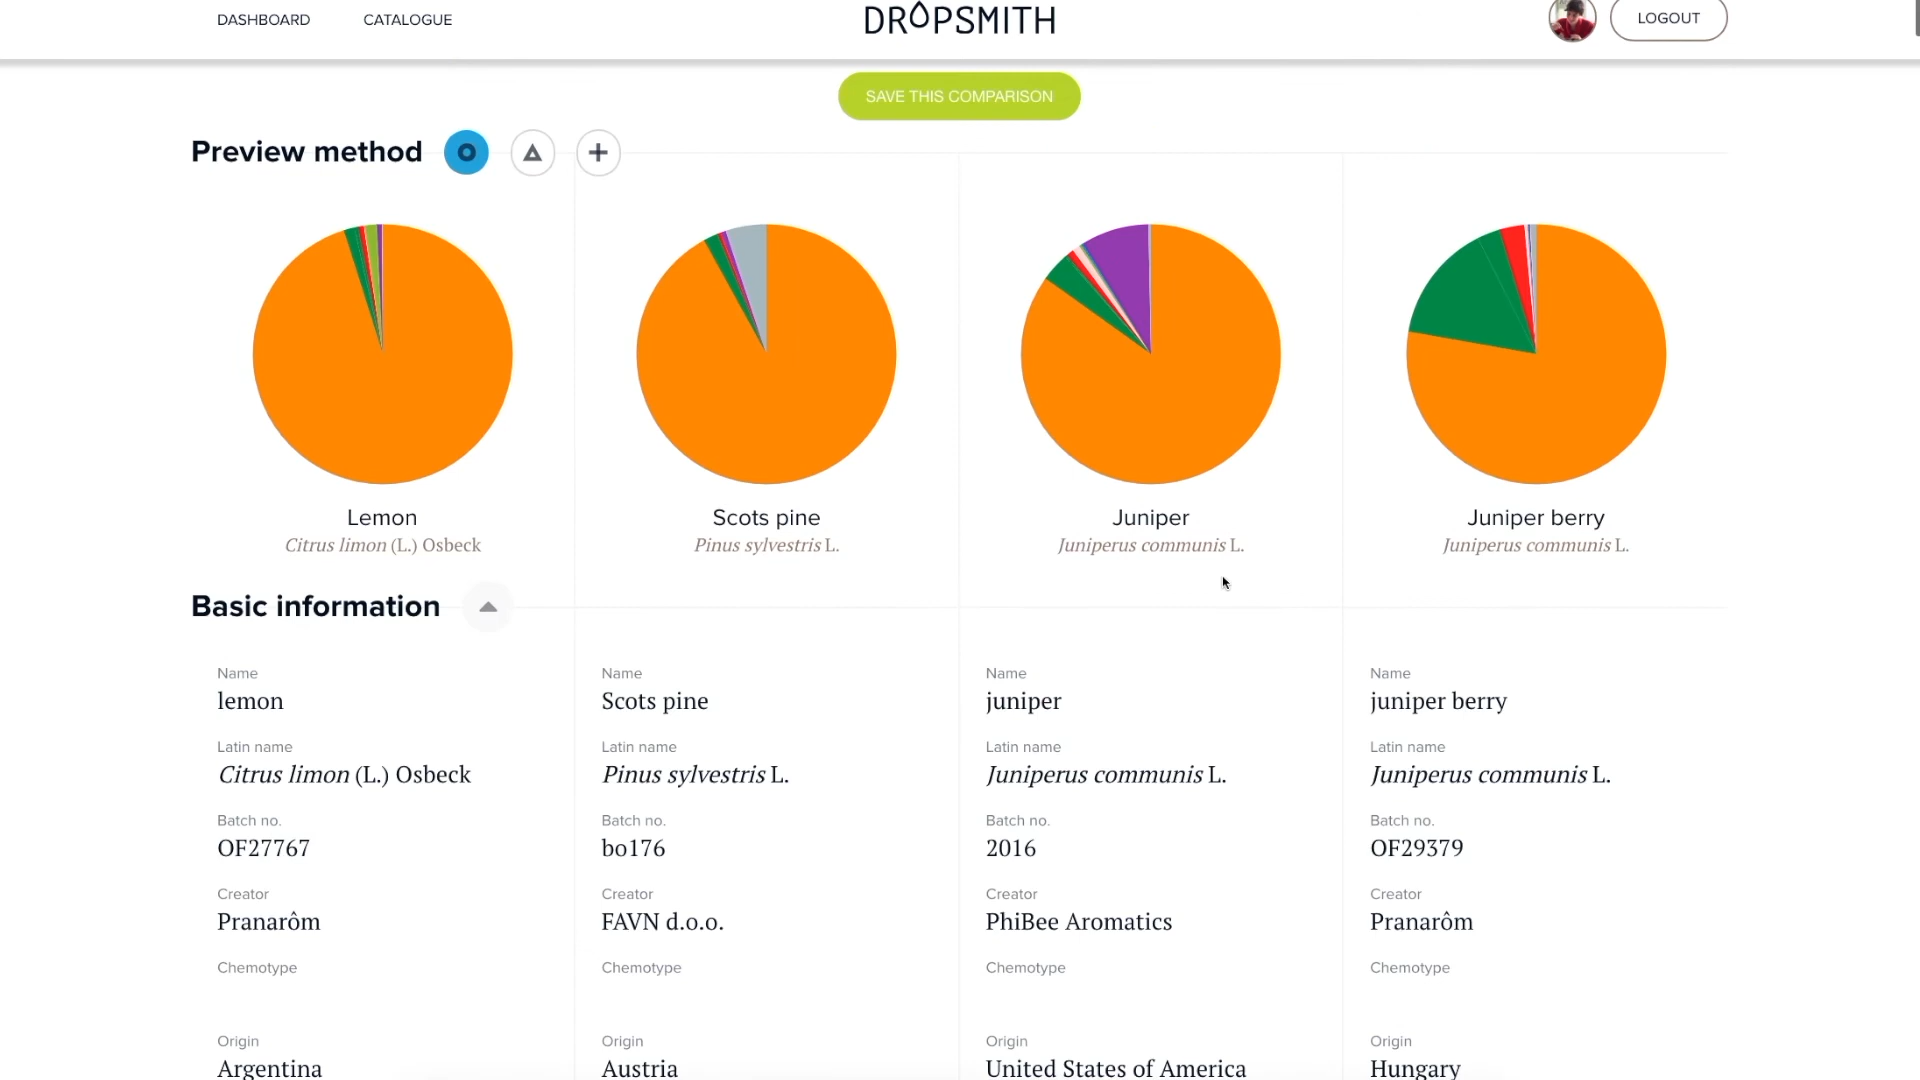 DASHBOARD CATALOGUE DROPSMITH LOGOUT
SAVE THIS COMPARISON
Preview method
Lemon Scots pine Juniper Juniper berry
Citrus limon (L.) Osbeck Pinus sylvestris L. Juniperus communis L. Juniperus communis L.
Basic information
Name Name Name Name
lemon Scots pine juniper juniper berry
Latin name Latin name Latin name Latin name
Citrus limon (L.) Osbeck Pinus sylvestris L. Juniperus communis L. Juniperus communis L.
Batch no. Batch no. Batch no. Batch no.
OF27767 bo176 2016 OF29379
Creator Creator Creator Creator
Pranarôm FAVN d.o.o. PhiBee Aromatics Pranarôm
Chemotype Chemotype Chemotype Chemotype
Origin Origin Origin Origin
Argentina Austria United States of America Hungary